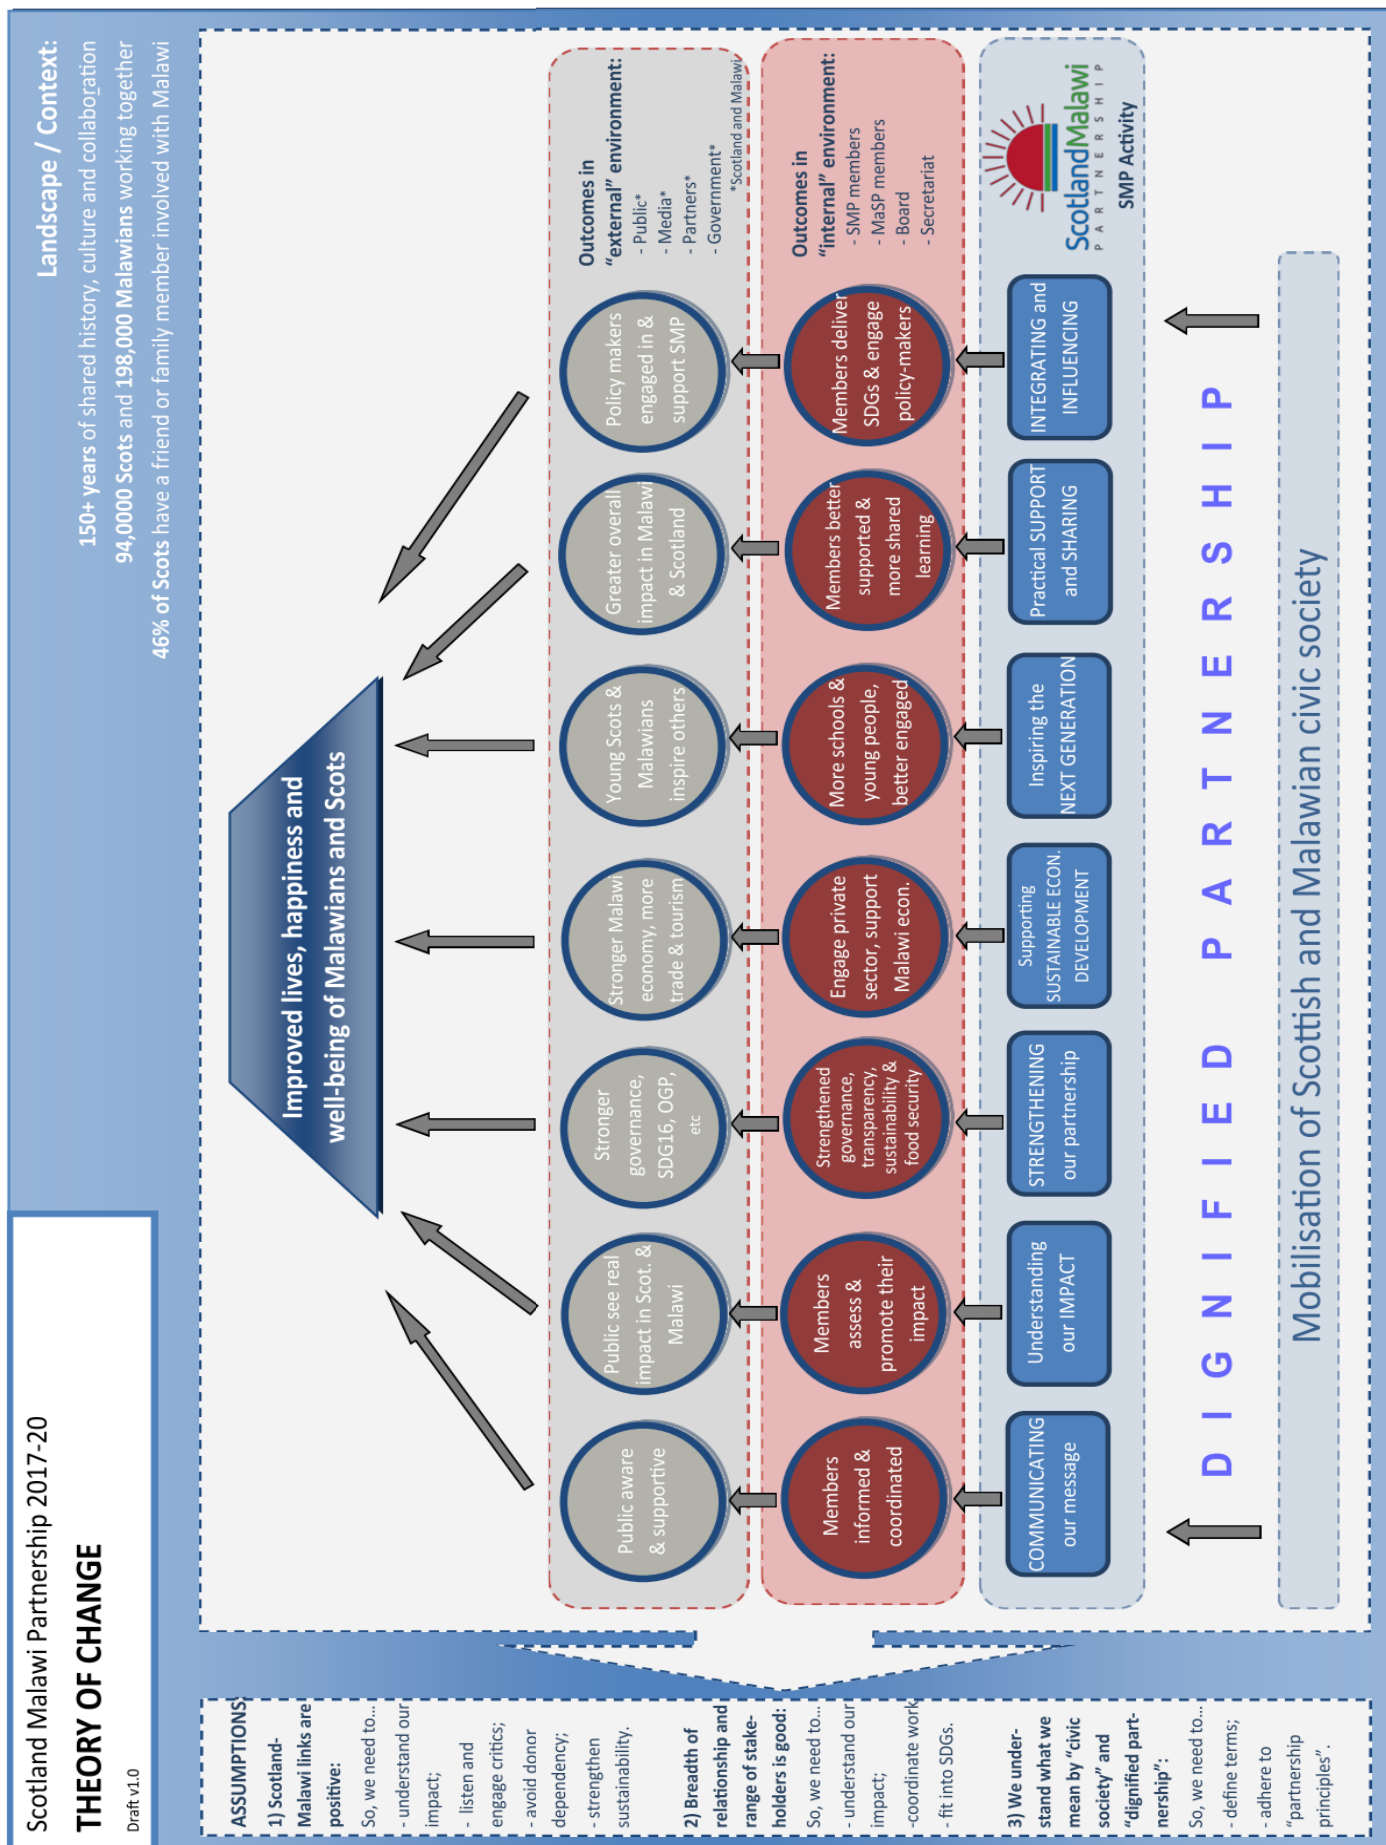 Scotland Malawi Partnership 2017-20
THEORY OF CHANGE
Draft v1.0
Landscape / Context:
150+ years of shared history, culture and collaboration
94,0000 Scots and 198,000 Malawians working together
46% of Scots have a friend or family member involved with Malawi
ASSUMPTIONS
1) Scotland-
Malawi links are
positive:
So, we need to...
- understand our
impact;
- listen and
engage critics;
- avoid donor
dependency;
- strengthen
sustainability.
2) Breadth of
relationship and
range of stake-
holders is good:
So, we need to...
- understand our
impact;
-coordinate work
- fit into SDGs.
3) We under-
stand what we
mean by "civic
society" and
"dignified part-
nership":
So, we need to...
- define terms;
- adhere to
"partnership
principles".
Improved lives, happiness and
well-being of Malawians and Scots
Public aware
& supportive
Public see real
impact in Scot. &
Malawi
Stronger
governance,
SDG16, OGP,
etc
Stronger Malawi
economy, more
trade & tourism
Young Scots &
Malawians
inspire others
Greater overall
impact in Malawi
& Scotland
Policy makers
engaged in &
support SMP
Outcomes in
"external" environment:
- Public*
- Media*
- Partners*
- Government*
*Scotland and Malawi
Members
informed &
coordinated
Members
assess &
promote their
impact
Strengthened
governance,
transparency,
sustainability &
food security
Engage private
sector, support
Malawi econ.
More schools &
young people,
better engaged
Members better
supported &
more shared
learning
Members deliver
SDGs & engage
policy-makers
Outcomes in
"internal" environment:
- SMP members
- MaSP members
- Board
- Secretariat
COMMUNICATING
our message
Understanding
our IMPACT
STRENGTHENING
our partnership
Supporting
SUSTAINABLE ECON.
DEVELOPMENT
Inspiring the
NEXT GENERATION
Practical SUPPORT
and SHARING
INTEGRATING and
INFLUENCING
ScotlandMalawi
PARTNERSHIP
SMP Activity
DIGNIFIED PARTNERSHIP
Mobilisation of Scottish and Malawian civic society